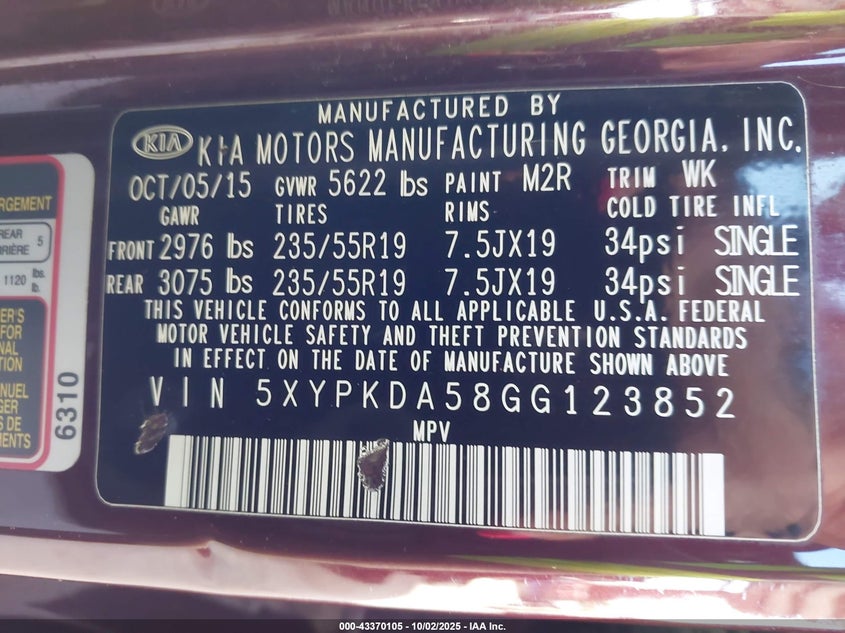 MANUFACTURED BY
KIA KIA MOTORS MANUFACTURING GEORGIA, INC.
OCT/05/15 GVWR 5622 lbs PAINT M2R TRIM WK
GAWR TIRES RIMS COLD TIRE INFL
FRONT 2976 lbs 235/55R19 7.5JX19 34psi SINGLE
REAR 3075 lbs 235/55R19 7.5JX19 34psi SINGLE
THIS VEHICLE CONFORMS TO ALL APPLICABLE U.S.A. FEDERAL
MOTOR VEHICLE SAFETY AND THEFT PREVENTION STANDARDS
IN EFFECT ON THE DATE OF MANUFACTURE SHOWN ABOVE
VIN 5XYPKDA58GG123852
MPV
RGEMENT
REAR
RIÈRE 5
1120 lbs.
lb.
ER'S
FOR
NAL
TION
NUEL
GER
S DE
MENTS
6310
000-43370105 - 10/02/2025 - IAA Inc.